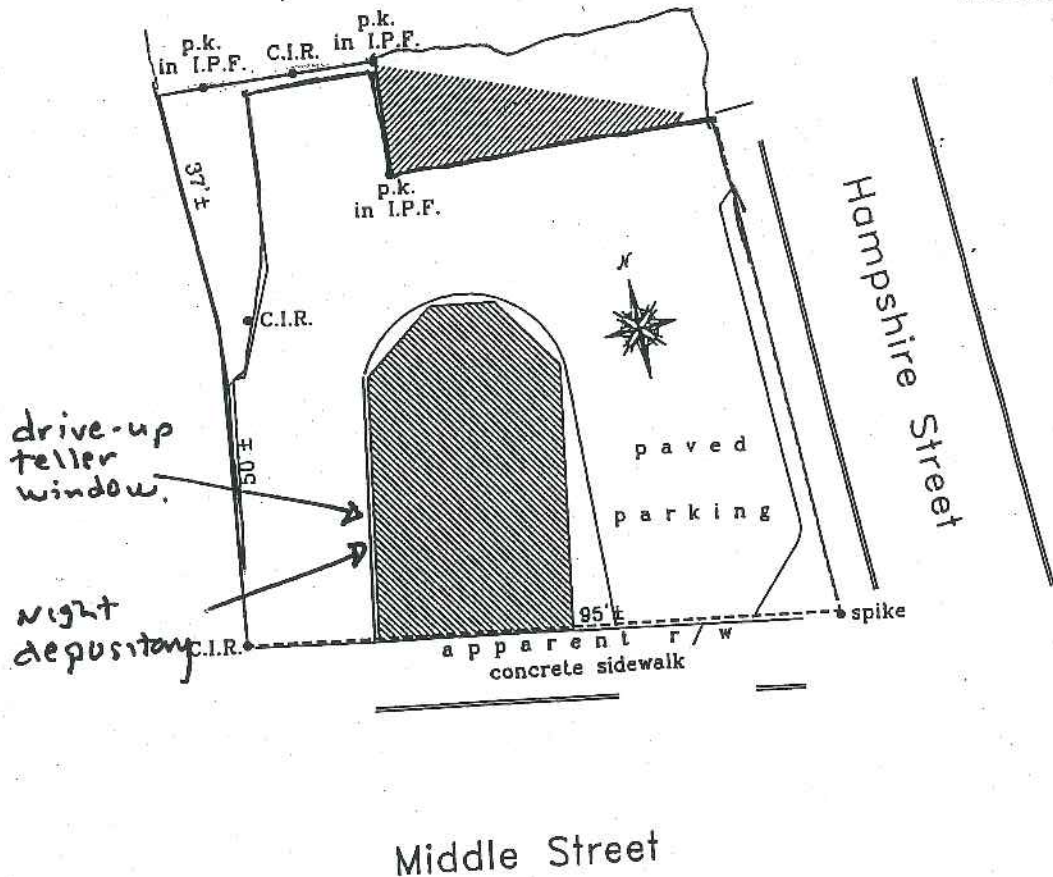 p.k.
in I.P.F.
C.I.R.
p.k.
in I.P.F.
37'±
p.k.
in I.P.F.
Hampshire Street
N
C.I.R.
drive-up
teller
window.
50'±
paved
parking
Night
depository
C.I.R.
95'±
spike
apparent r/w
concrete sidewalk
Middle Street